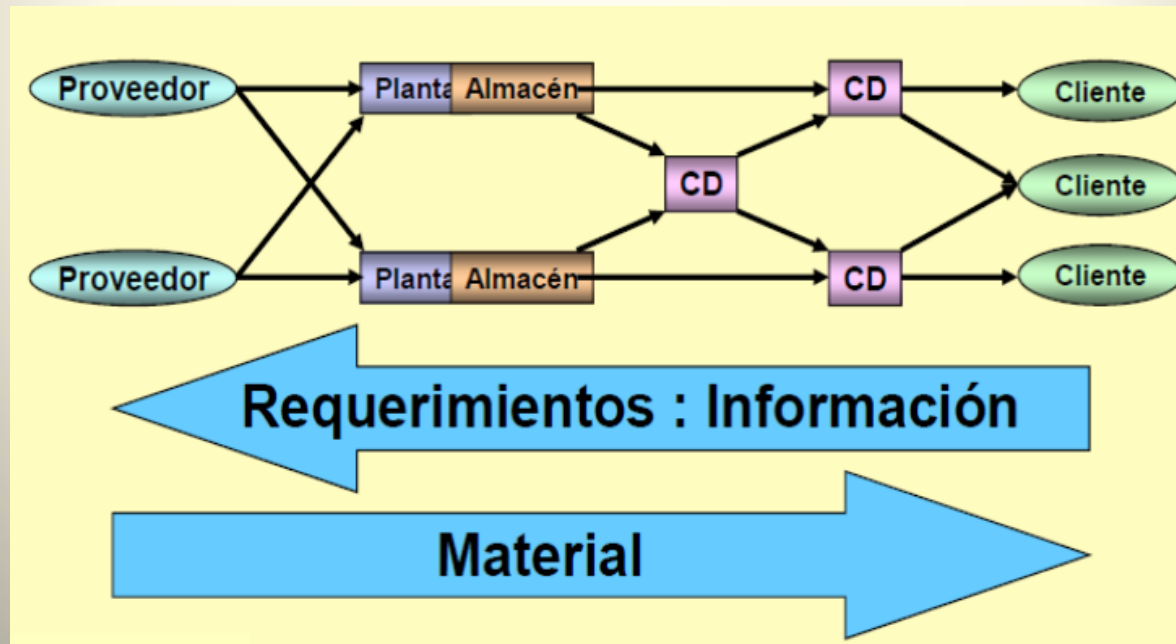 Proveedor
Planta Almacén
CD
Cliente
CD
Cliente
Proveedor
Planta Almacén
CD
Cliente
Requerimientos : Información
Material